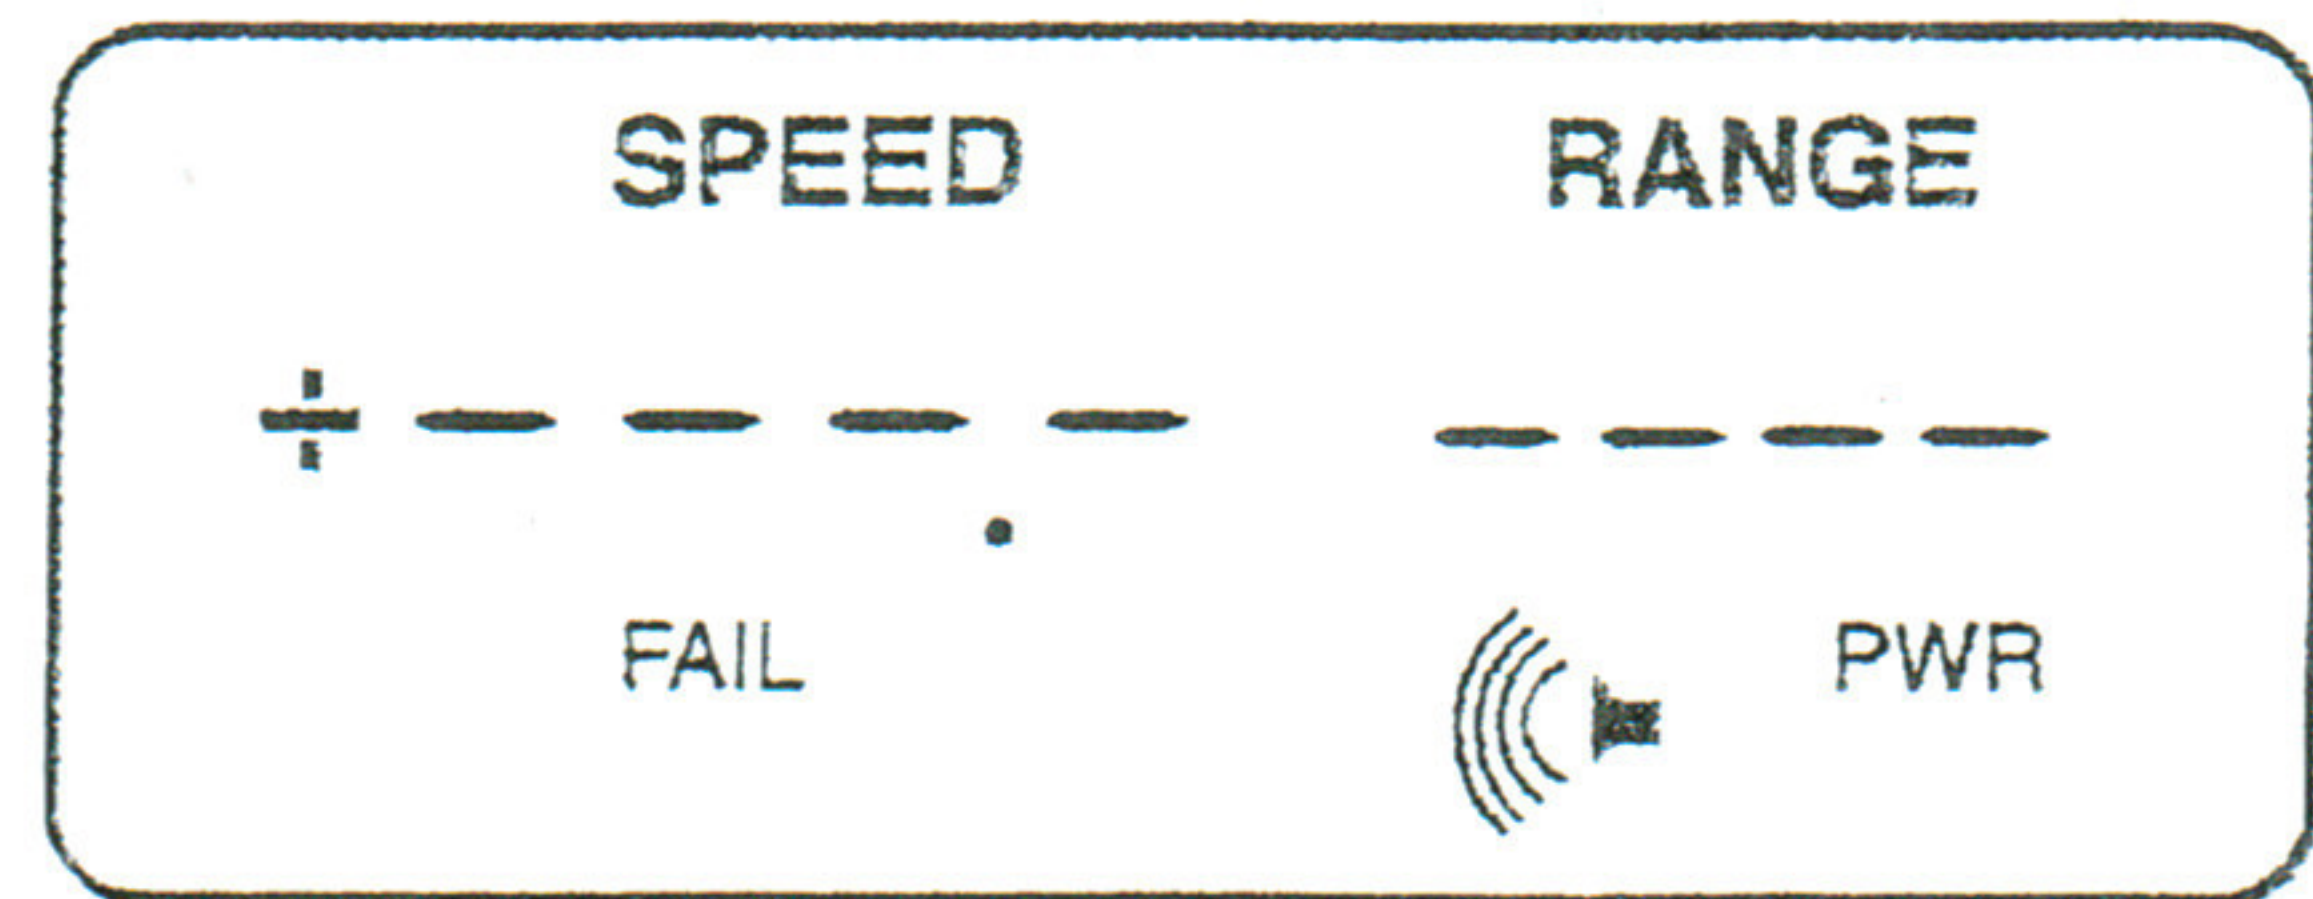 SPEED RANGE
+ - - - . - - - - -
FAIL PWR